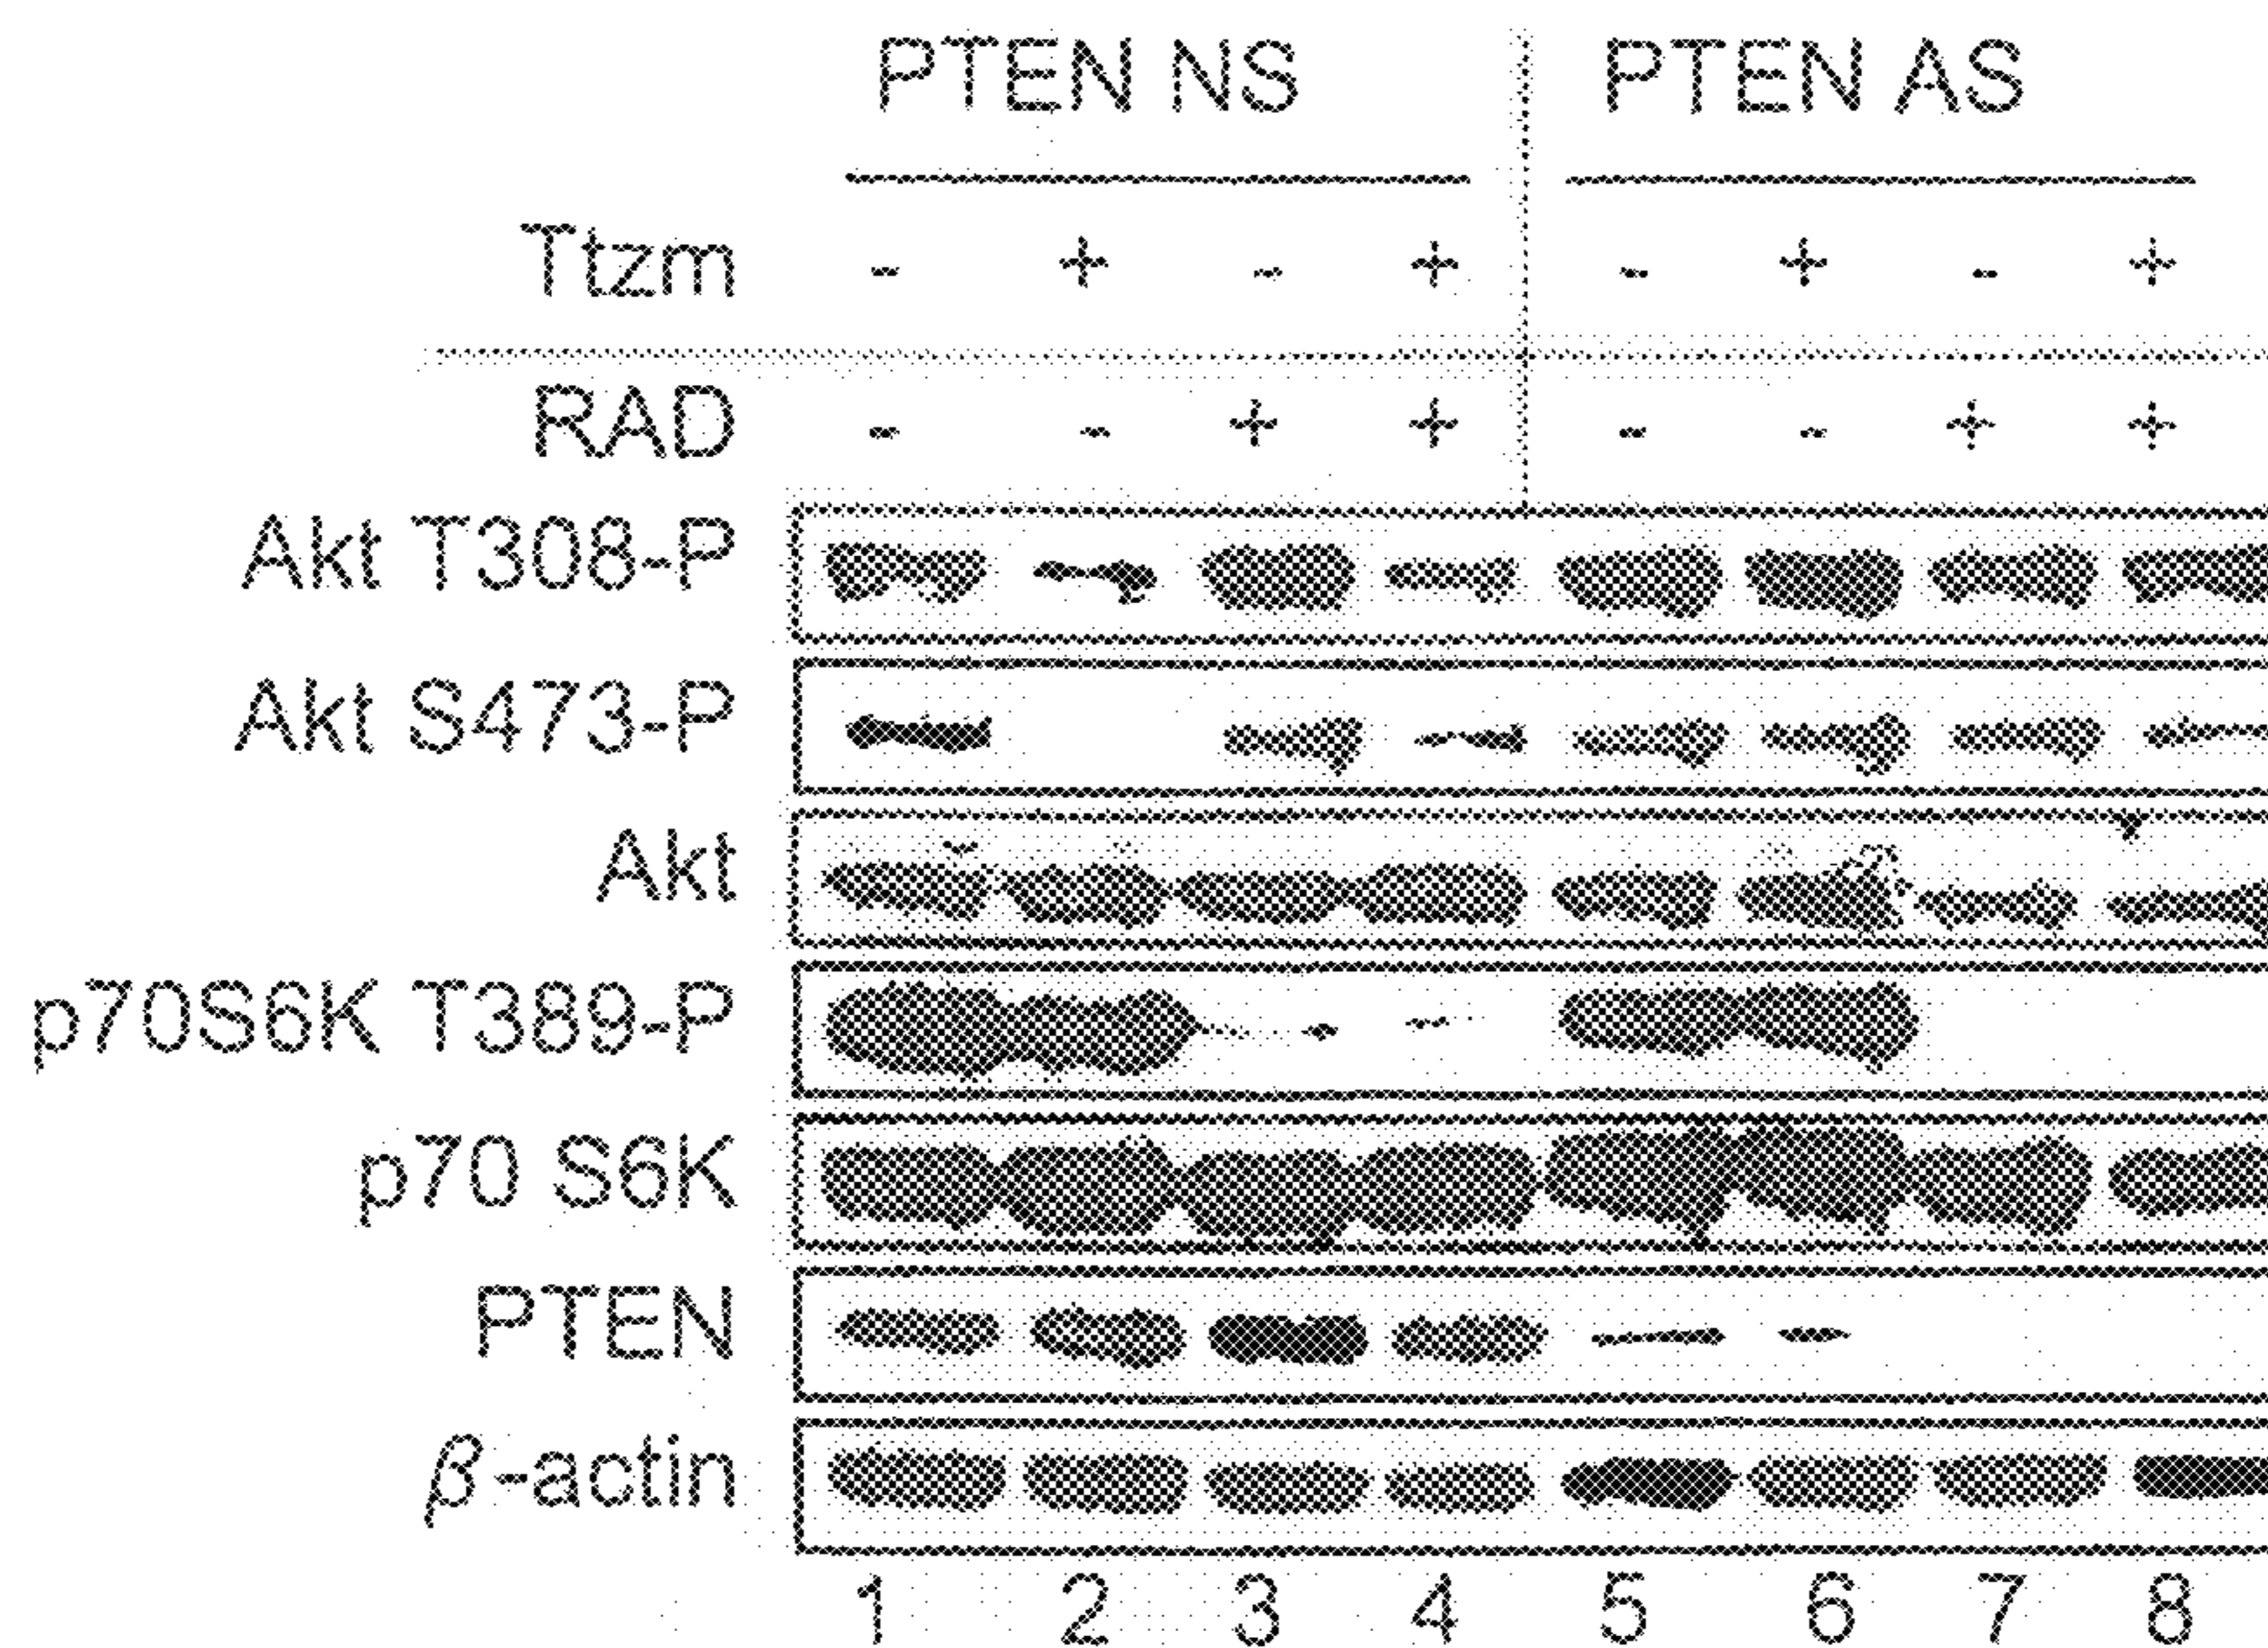 PTEN NS PTEN AS
Ttzm - + - + - + - +
RAD - - + + - - + +
Akt T308-P
Akt S473-P
Akt
p70S6K T389-P
p70 S6K
PTEN
β-actin
1 2 3 4 5 6 7 8